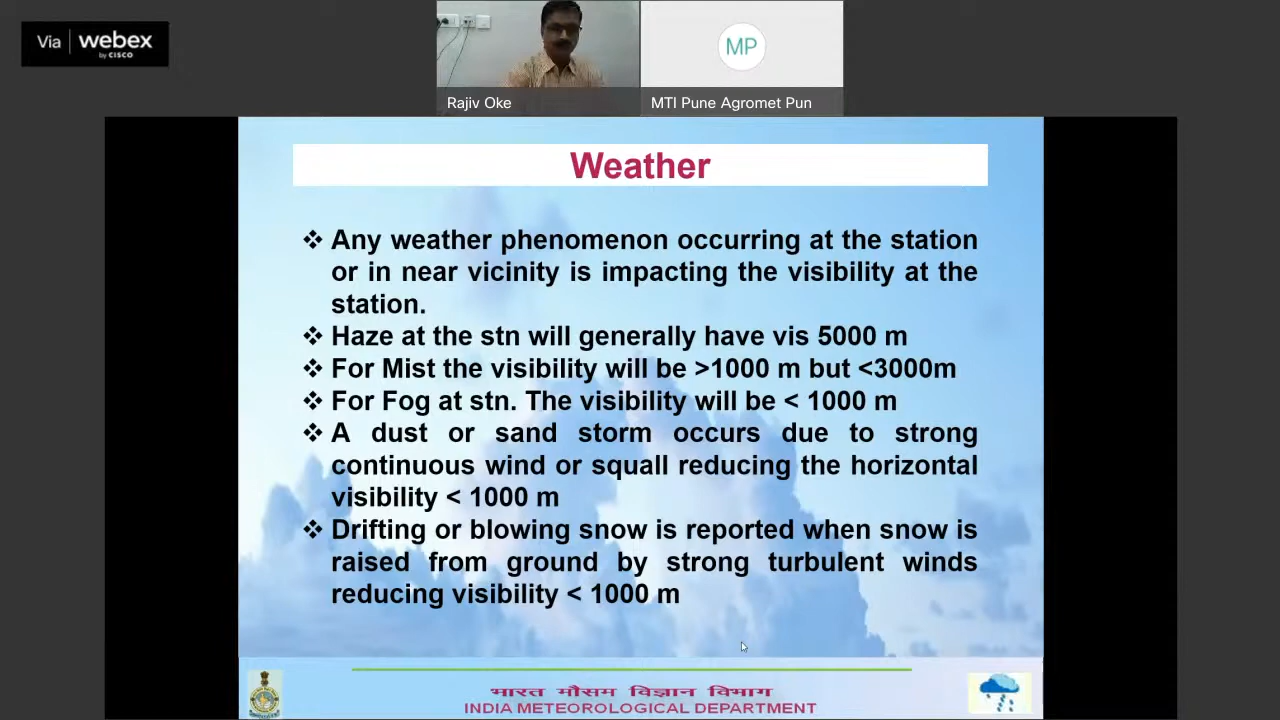 Via webex
by CISCO
MP
Rajiv Oke
MTI Pune Agromet Pun
Weather
❖ Any weather phenomenon occurring at the station
or in near vicinity is impacting the visibility at the
station.
❖ Haze at the stn will generally have vis 5000 m
❖ For Mist the visibility will be >1000 m but <3000m
❖ For Fog at stn. The visibility will be < 1000 m
❖ A dust or sand storm occurs due to strong
continuous wind or squall reducing the horizontal
visibility < 1000 m
❖ Drifting or blowing snow is reported when snow is
raised from ground by strong turbulent winds
reducing visibility < 1000 m
भारत मौसम विज्ञान विभाग
INDIA METEOROLOGICAL DEPARTMENT